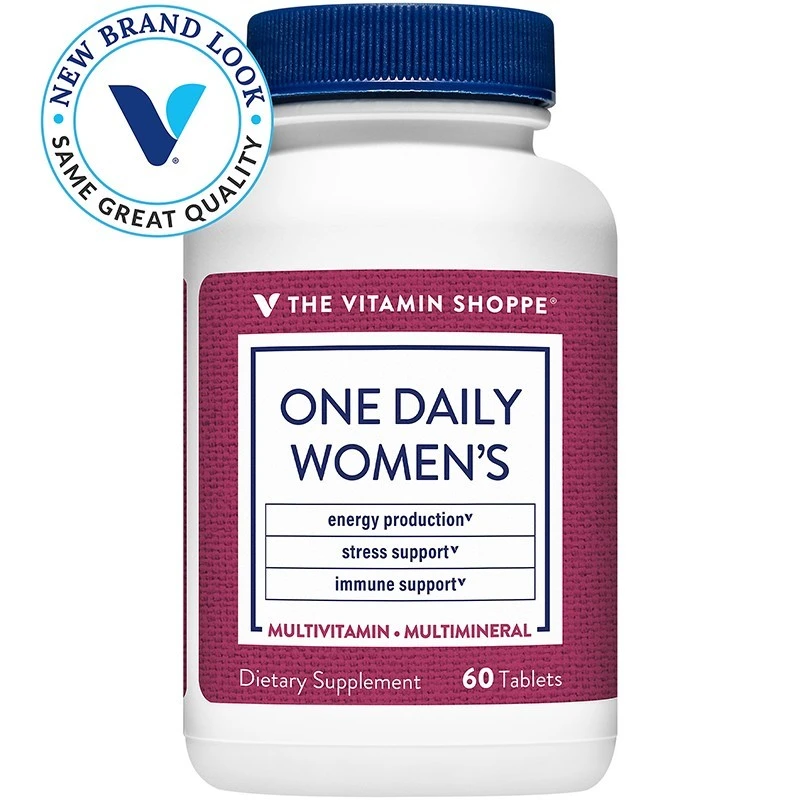 NEW BRAND LOOK
SAME GREAT QUALITY
THE VITAMIN SHOPPE®
ONE DAILY
WOMEN'S
energy productionᵛ
stress supportᵛ
immune supportᵛ
MULTIVITAMIN • MULTIMINERAL
Dietary Supplement 60 Tablets